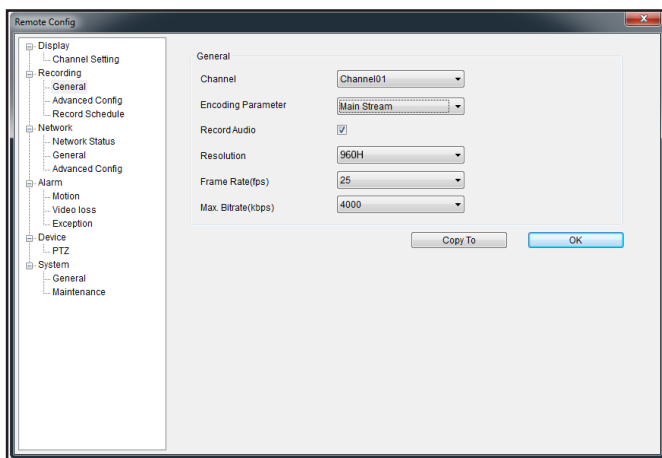 Remote Config
Display
Channel Setting
Recording
General
Advanced Config
Record Schedule
Network
Network Status
General
Advanced Config
Alarm
Motion
Video loss
Exception
Device
PTZ
System
General
Maintenance
General
Channel Channel01
Encoding Parameter Main Stream
Record Audio
Resolution 960H
Frame Rate(fps) 25
Max. Bitrate(kbps) 4000
Copy To OK